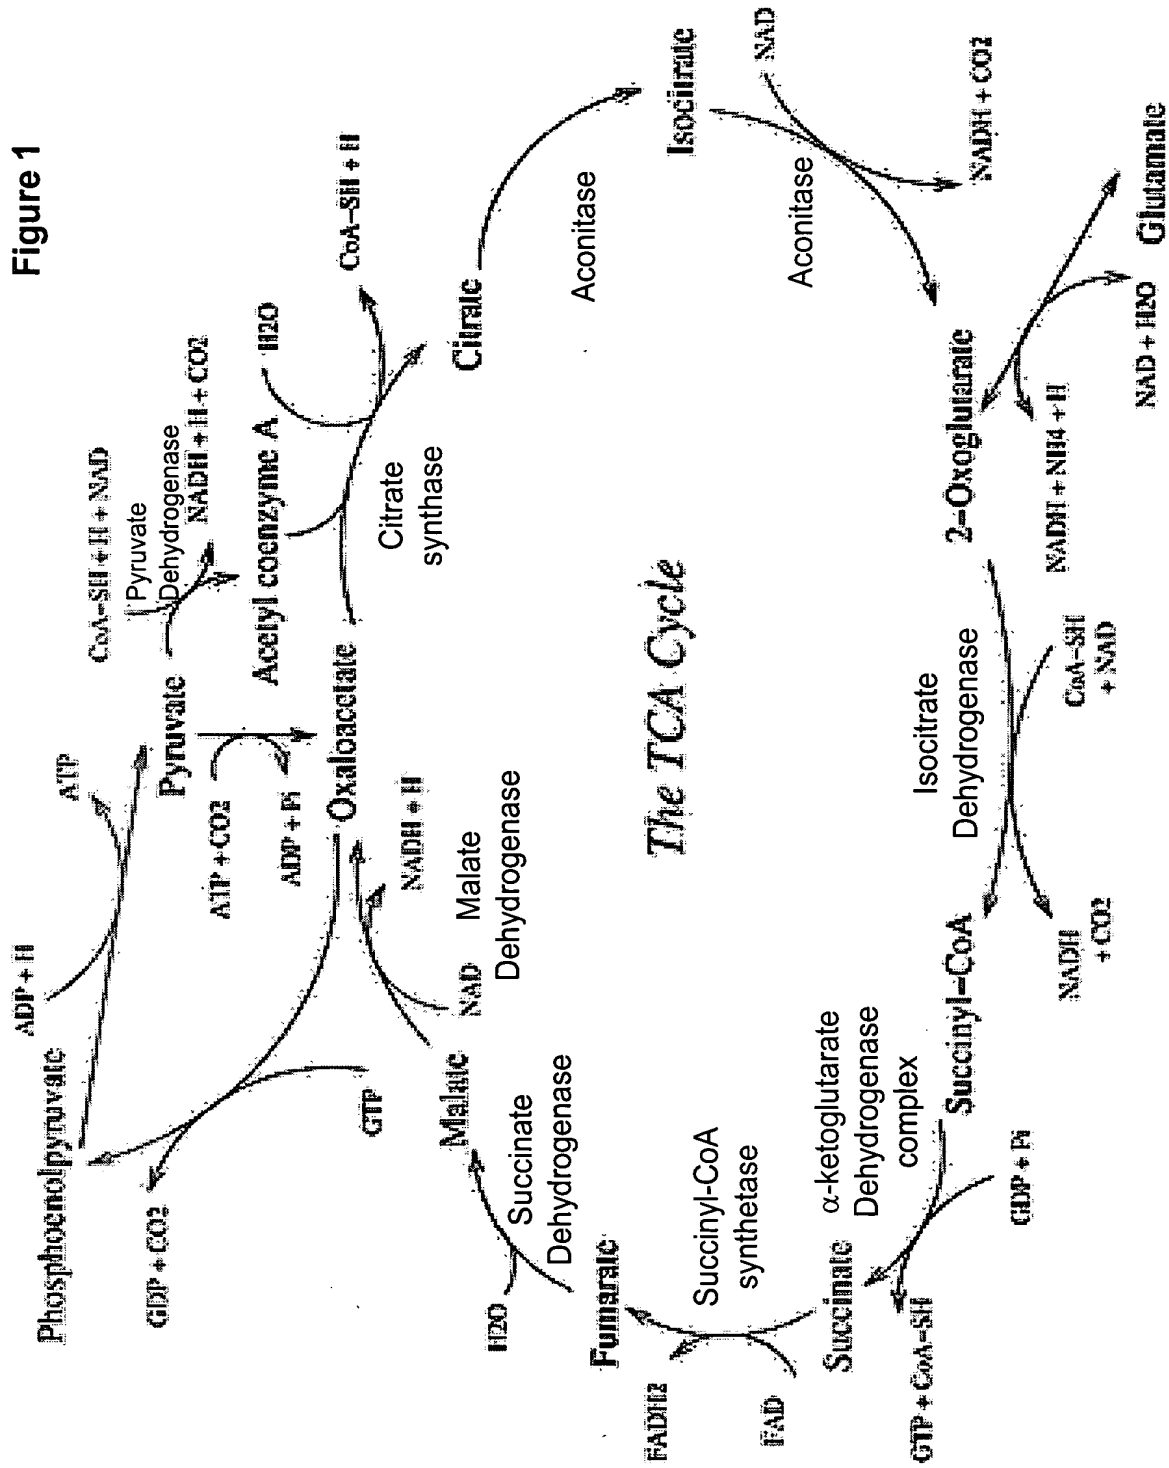 Figure 1
Phosphoenolpyruvate
ADP + H
ATP
CoA-SH + H + NAD
Pyruvate
Dehydrogenase
NADH + H + CO2
Pyruvate
GDP + CO2
ATP + CO2
ADP + Pi
Acetyl coenzyme A
H2O
CoA-SH + H
Oxaloacetate
Citrate
synthase
Citrate
GTP
NADH + H
NAD
Malate
Dehydrogenase
Malate
H2O
Succinate
Dehydrogenase
Aconitase
Isocitrate
NAD
Fumarate
The TCA Cycle
FADH2
FAD
Succinyl-CoA
synthetase
Aconitase
Succinate
α-ketoglutarate
Dehydrogenase
complex
Isocitrate
Dehydrogenase
NADH + CO2
GTP + CoA-SH
GDP + Pi
Succinyl-CoA
2-Oxoglutarate
NADH
+ CO2
CoA-SH
+ NAD
NADH + NH4 + H
NAD + H2O
Glutamate